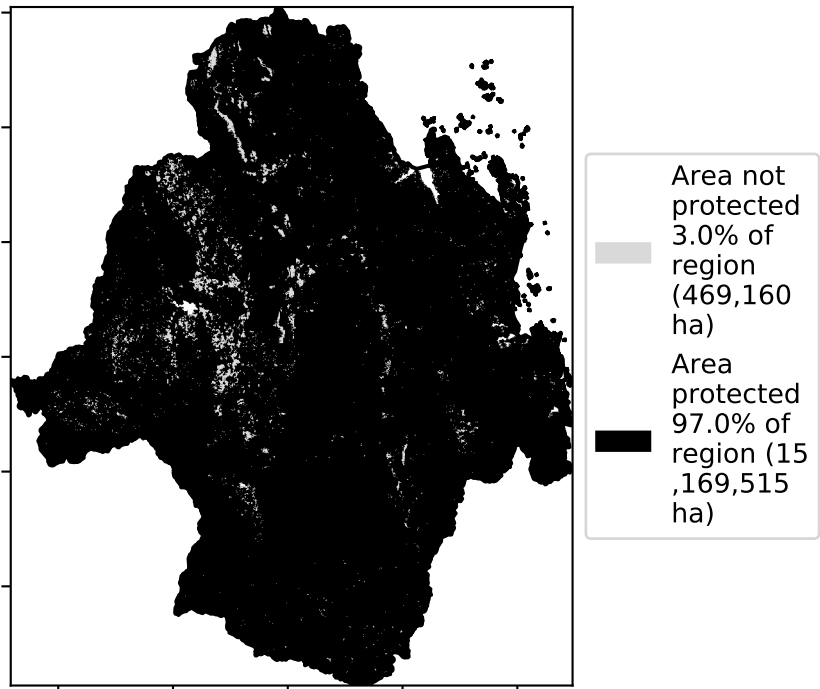 Area not
protected
3.0% of
region
(469,160
ha)
Area
protected
97.0% of
region (15
,169,515
ha)